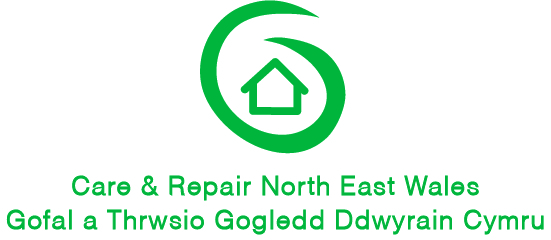 Care & Repair North East Wales
Gofal a Thrwsio Gogledd Ddwyrain Cymru